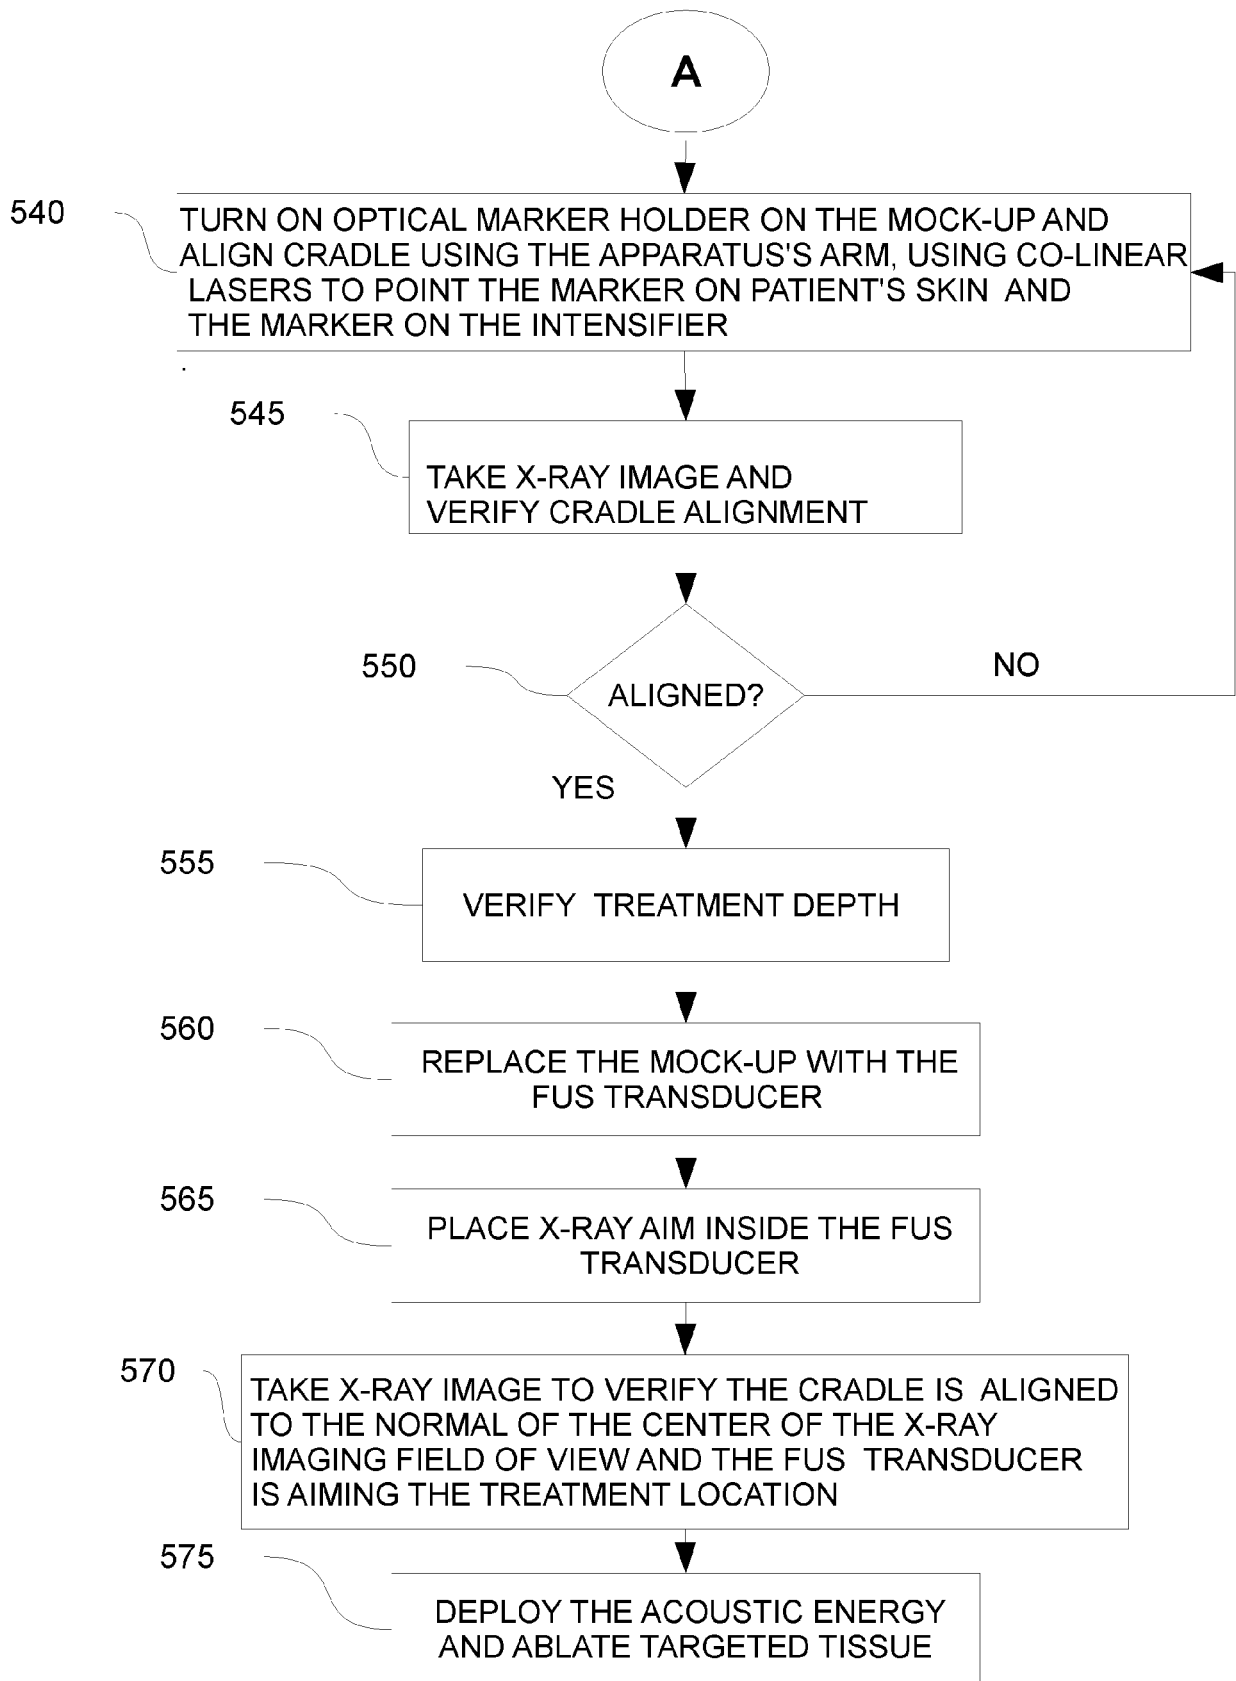 A
540
TURN ON OPTICAL MARKER HOLDER ON THE MOCK-UP AND
ALIGN CRADLE USING THE APPARATUS'S ARM, USING CO-LINEAR
LASERS TO POINT THE MARKER ON PATIENT'S SKIN AND
THE MARKER ON THE INTENSIFIER
.
545
TAKE X-RAY IMAGE AND
VERIFY CRADLE ALIGNMENT
550
ALIGNED?
NO
YES
555
VERIFY TREATMENT DEPTH
560
REPLACE THE MOCK-UP WITH THE
FUS TRANSDUCER
565
PLACE X-RAY AIM INSIDE THE FUS
TRANSDUCER
570
TAKE X-RAY IMAGE TO VERIFY THE CRADLE IS ALIGNED
TO THE NORMAL OF THE CENTER OF THE X-RAY
IMAGING FIELD OF VIEW AND THE FUS TRANSDUCER
IS AIMING THE TREATMENT LOCATION
575
DEPLOY THE ACOUSTIC ENERGY
AND ABLATE TARGETED TISSUE